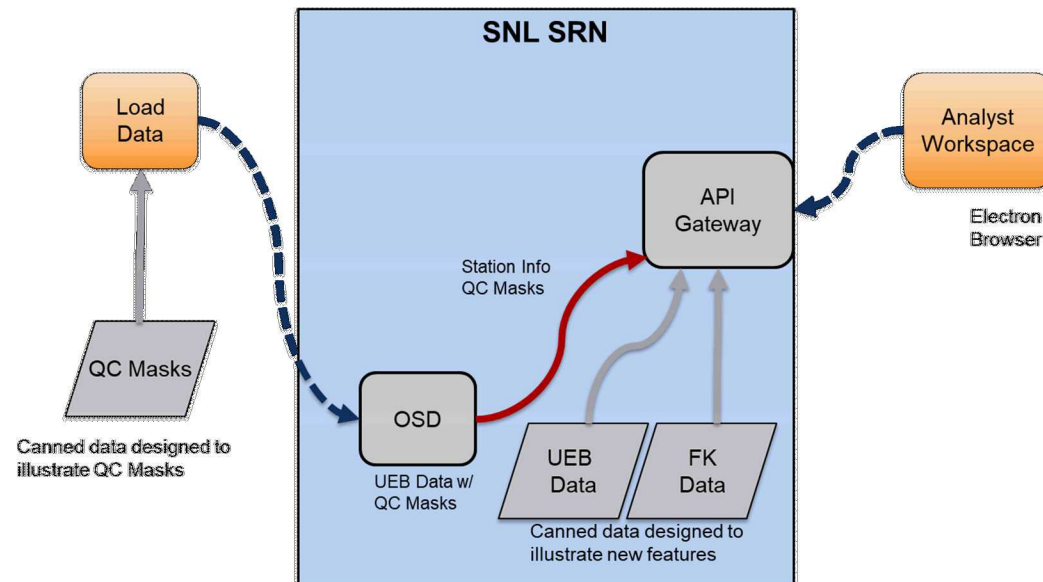 SNL SRN
Load
Data
Analyst
Workspace
API
Gateway
Electron
Browser
Station Info
QC Masks
QC Masks
OSD
Canned data designed to
illustrate QC Masks
UEB Data w/
QC Masks
UEB
Data
FK
Data
Canned data designed to
illustrate new features